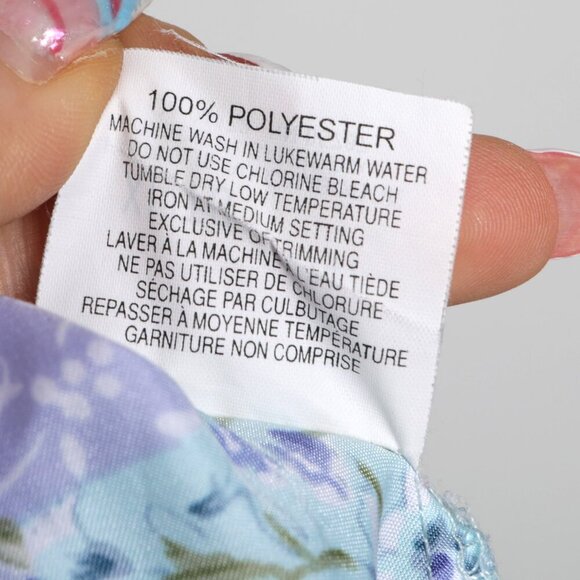 100% POLYESTER
MACHINE WASH IN LUKEWARM WATER
DO NOT USE CHLORINE BLEACH
TUMBLE DRY LOW TEMPERATURE
IRON AT MEDIUM SETTING
EXCLUSIVE OF TRIMMING
LAVER À LA MACHINE L'EAU TIÈDE
NE PAS UTILISER DE CHLORURE
SÉCHAGE PAR CULBUTAGE
REPASSER À MOYENNE TEMPÉRATURE
GARNITURE NON COMPRISE